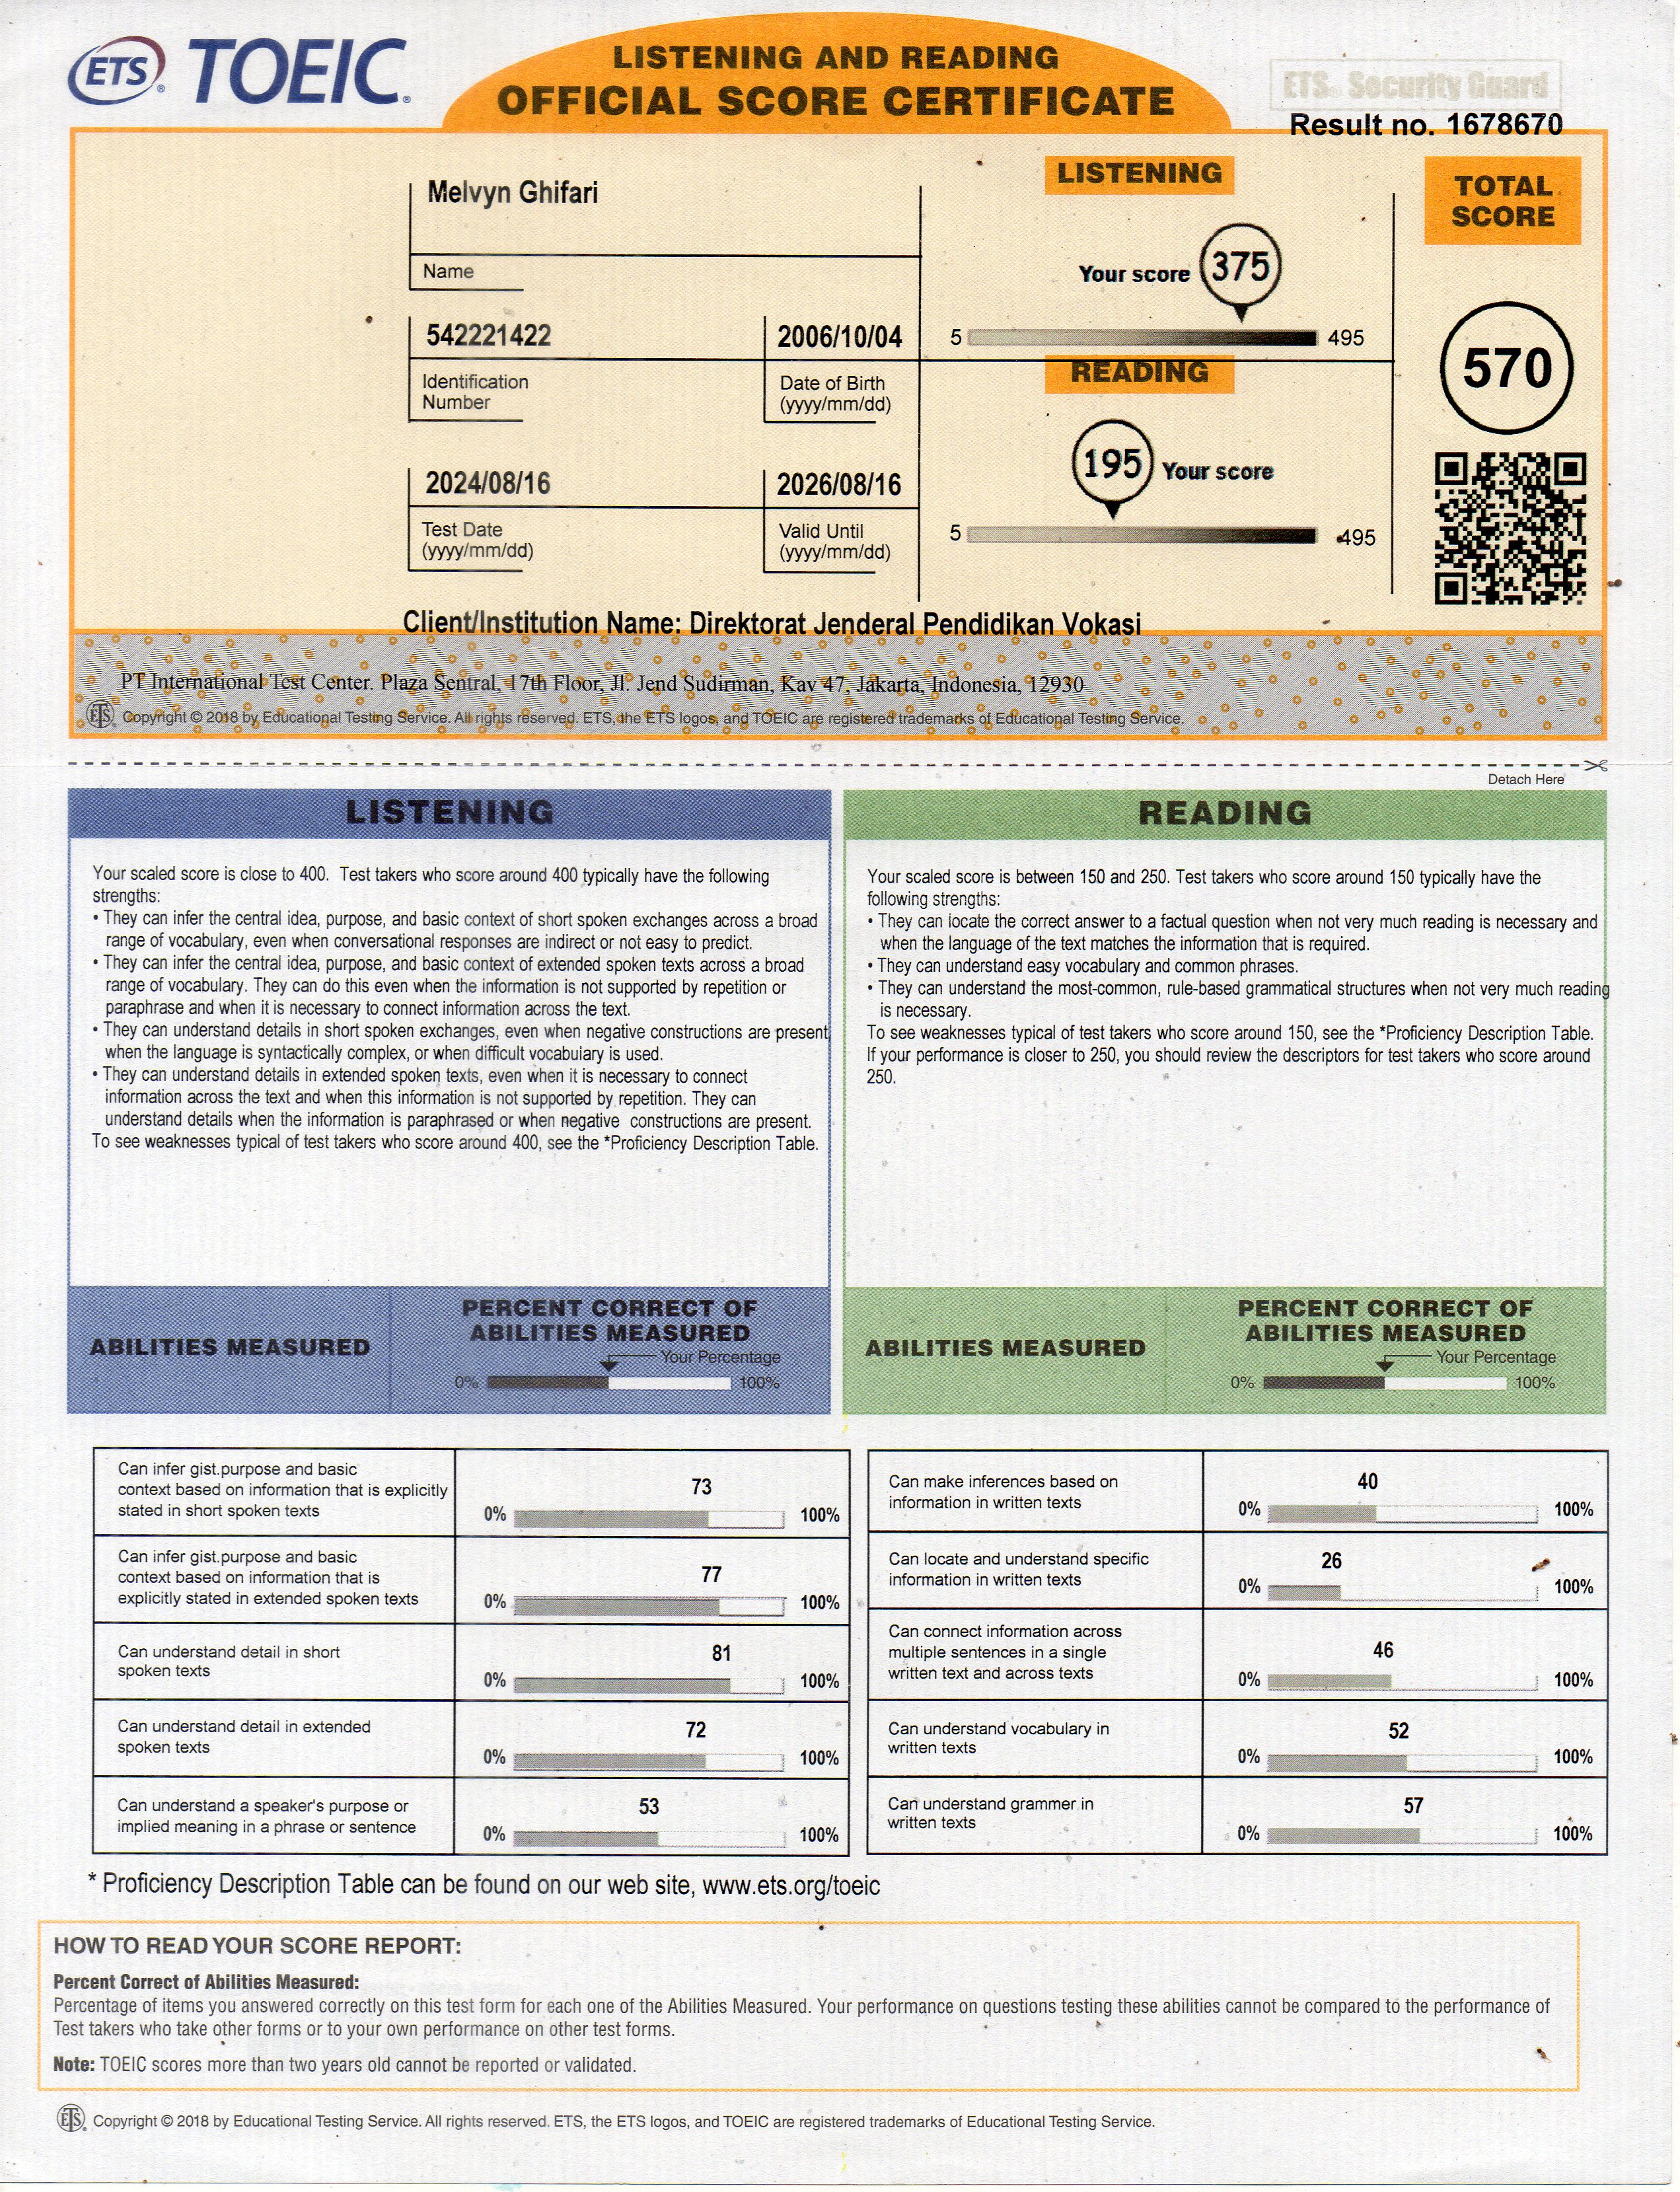 ETS® TOEIC®
LISTENING AND READING
OFFICIAL SCORE CERTIFICATE
ETS® Security Guard
Result no. 1678670
Melvyn Ghifari
Name
542221422
Identification
Number
2006/10/04
Date of Birth
(yyyy/mm/dd)
2024/08/16
Test Date
(yyyy/mm/dd)
2026/08/16
Valid Until
(yyyy/mm/dd)
LISTENING
Your score 375
5 495
READING
195 Your score
5 495
TOTAL
SCORE
570
Client/Institution Name: Direktorat Jenderal Pendidikan Vokasi
PT International Test Center. Plaza Sentral, 17th Floor, Jl. Jend Sudirman, Kav 47, Jakarta, Indonesia, 12930
ETS® Copyright © 2018 by Educational Testing Service. All rights reserved. ETS, the ETS logos, and TOEIC are registered trademarks of Educational Testing Service.
Detach Here
LISTENING
Your scaled score is close to 400. Test takers who score around 400 typically have the following
strengths:
• They can infer the central idea, purpose, and basic context of short spoken exchanges across a broad
range of vocabulary, even when conversational responses are indirect or not easy to predict.
• They can infer the central idea, purpose, and basic context of extended spoken texts across a broad
range of vocabulary. They can do this even when the information is not supported by repetition or
paraphrase and when it is necessary to connect information across the text.
• They can understand details in short spoken exchanges, even when negative constructions are present,
when the language is syntactically complex, or when difficult vocabulary is used.
• They can understand details in extended spoken texts, even when it is necessary to connect
information across the text and when this information is not supported by repetition. They can
understand details when the information is paraphrased or when negative constructions are present.
To see weaknesses typical of test takers who score around 400, see the *Proficiency Description Table.
READING
Your scaled score is between 150 and 250. Test takers who score around 150 typically have the
following strengths:
• They can locate the correct answer to a factual question when not very much reading is necessary and
when the language of the text matches the information that is required.
• They can understand easy vocabulary and common phrases.
• They can understand the most-common, rule-based grammatical structures when not very much reading
is necessary.
To see weaknesses typical of test takers who score around 150, see the *Proficiency Description Table.
If your performance is closer to 250, you should review the descriptors for test takers who score around
250.
ABILITIES MEASURED
PERCENT CORRECT OF
ABILITIES MEASURED
Your Percentage
0% 100%
ABILITIES MEASURED
PERCENT CORRECT OF
ABILITIES MEASURED
Your Percentage
0% 100%
Can infer gist.purpose and basic
context based on information that is explicitly
stated in short spoken texts
73
0% 100%
Can infer gist.purpose and basic
context based on information that is
explicitly stated in extended spoken texts
77
0% 100%
Can understand detail in short
spoken texts
81
0% 100%
Can understand detail in extended
spoken texts
72
0% 100%
Can understand a speaker's purpose or
implied meaning in a phrase or sentence
53
0% 100%
Can make inferences based on
information in written texts
40
0% 100%
Can locate and understand specific
information in written texts
26
0% 100%
Can connect information across
multiple sentences in a single
written text and across texts
46
0% 100%
Can understand vocabulary in
written texts
52
0% 100%
Can understand grammer in
written texts
57
0% 100%
* Proficiency Description Table can be found on our web site, www.ets.org/toeic
HOW TO READ YOUR SCORE REPORT:
Percent Correct of Abilities Measured:
Percentage of items you answered correctly on this test form for each one of the Abilities Measured. Your performance on questions testing these abilities cannot be compared to the performance of
Test takers who take other forms or to your own performance on other test forms.
Note: TOEIC scores more than two years old cannot be reported or validated.
ETS® Copyright © 2018 by Educational Testing Service. All rights reserved. ETS, the ETS logos, and TOEIC are registered trademarks of Educational Testing Service.